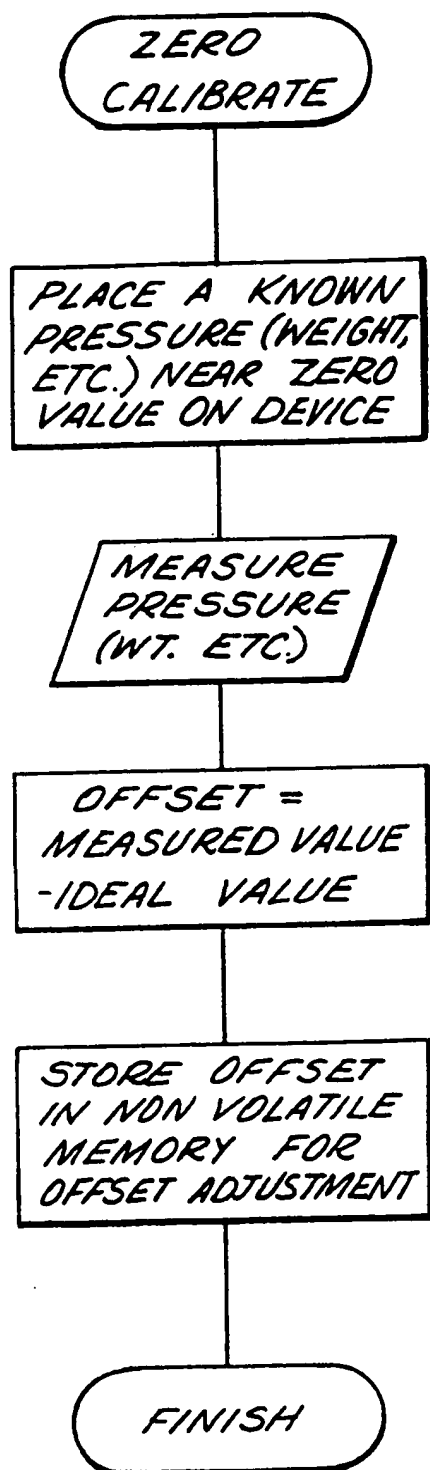 ZERO
CALIBRATE
PLACE A KNOWN
PRESSURE (WEIGHT,
ETC.) NEAR ZERO
VALUE ON DEVICE
MEASURE
PRESSURE
(WT. ETC.)
OFFSET =
MEASURED VALUE
-IDEAL VALUE
STORE OFFSET
IN NON VOLATILE
MEMORY FOR
OFFSET ADJUSTMENT
FINISH